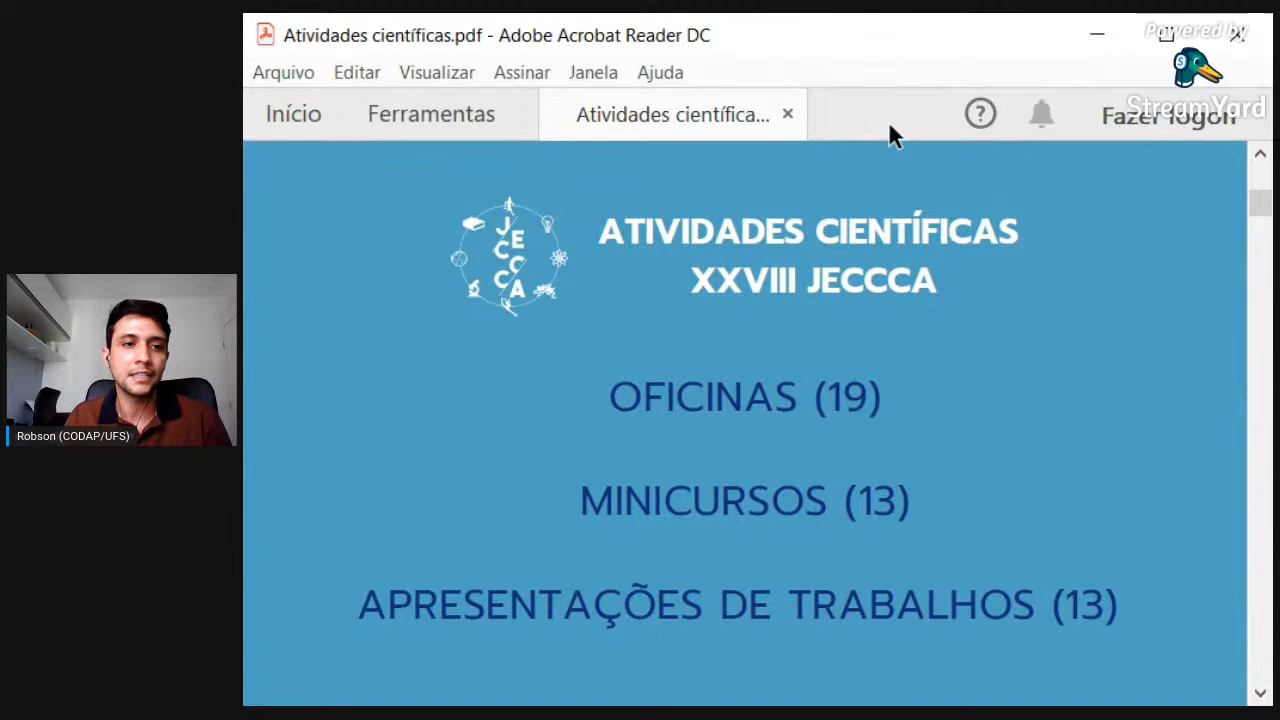 Atividades científicas.pdf - Adobe Acrobat Reader DC
Powered by
Arquivo Editar Visualizar Assinar Janela Ajuda
S
StreamYard
Início Ferramentas Atividades científica... × ? Fazer logon
JECCCA
ATIVIDADES CIENTÍFICAS
XXVIII JECCCA
OFICINAS (19)
MINICURSOS (13)
APRESENTAÇÕES DE TRABALHOS (13)
Robson (CODAP/UFS)